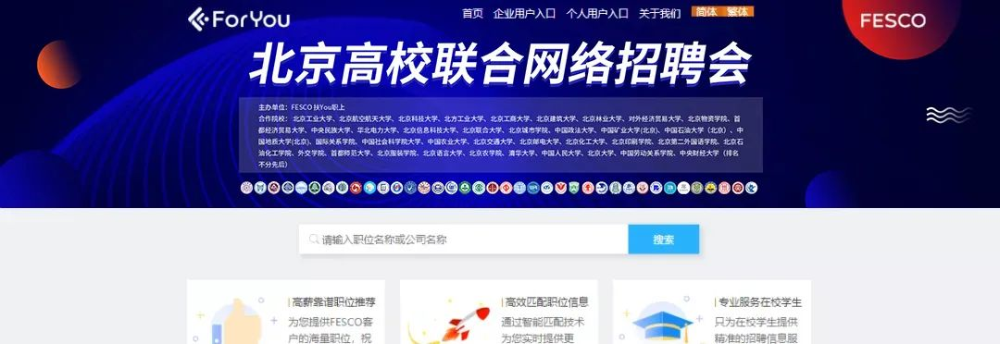 ForYou
首页 企业用户入口 个人用户入口 关于我们 简体 繁体
FESCO
北京高校联合网络招聘会
主办单位：FESCO 扶You职上
合作院校：北京工业大学、北京航空航天大学、北京科技大学、北方工业大学、北京工商大学、北京建筑大学、北京林业大学、对外经济贸易大学、北京物资学院、首
都经济贸易大学、中央民族大学、华北电力大学、北京信息科技大学、北京联合大学、北京城市学院、中国政法大学、中国矿业大学(北京)、中国石油大学（北京）、中
国地质大学(北京)、国际关系学院、中国社会科学院大学、中国农业大学、北京交通大学、北京邮电大学、北京化工大学、北京印刷学院、北京第二外国语学院、北京石
油化工学院、外交学院、首都师范大学、北京服装学院、北京语言大学、北京农学院、清华大学、中国人民大学、北京大学、中国劳动关系学院、中央财经大学（排名
不分先后）
请输入职位名称或公司名称
搜索
高薪靠谱职位推荐
为您提供FESCO客
户的海量职位，祝
高效匹配职位信息
通过智能匹配技术
为您实时提供更
专业服务在校学生
只为在校学生提供
精准的招聘信息服